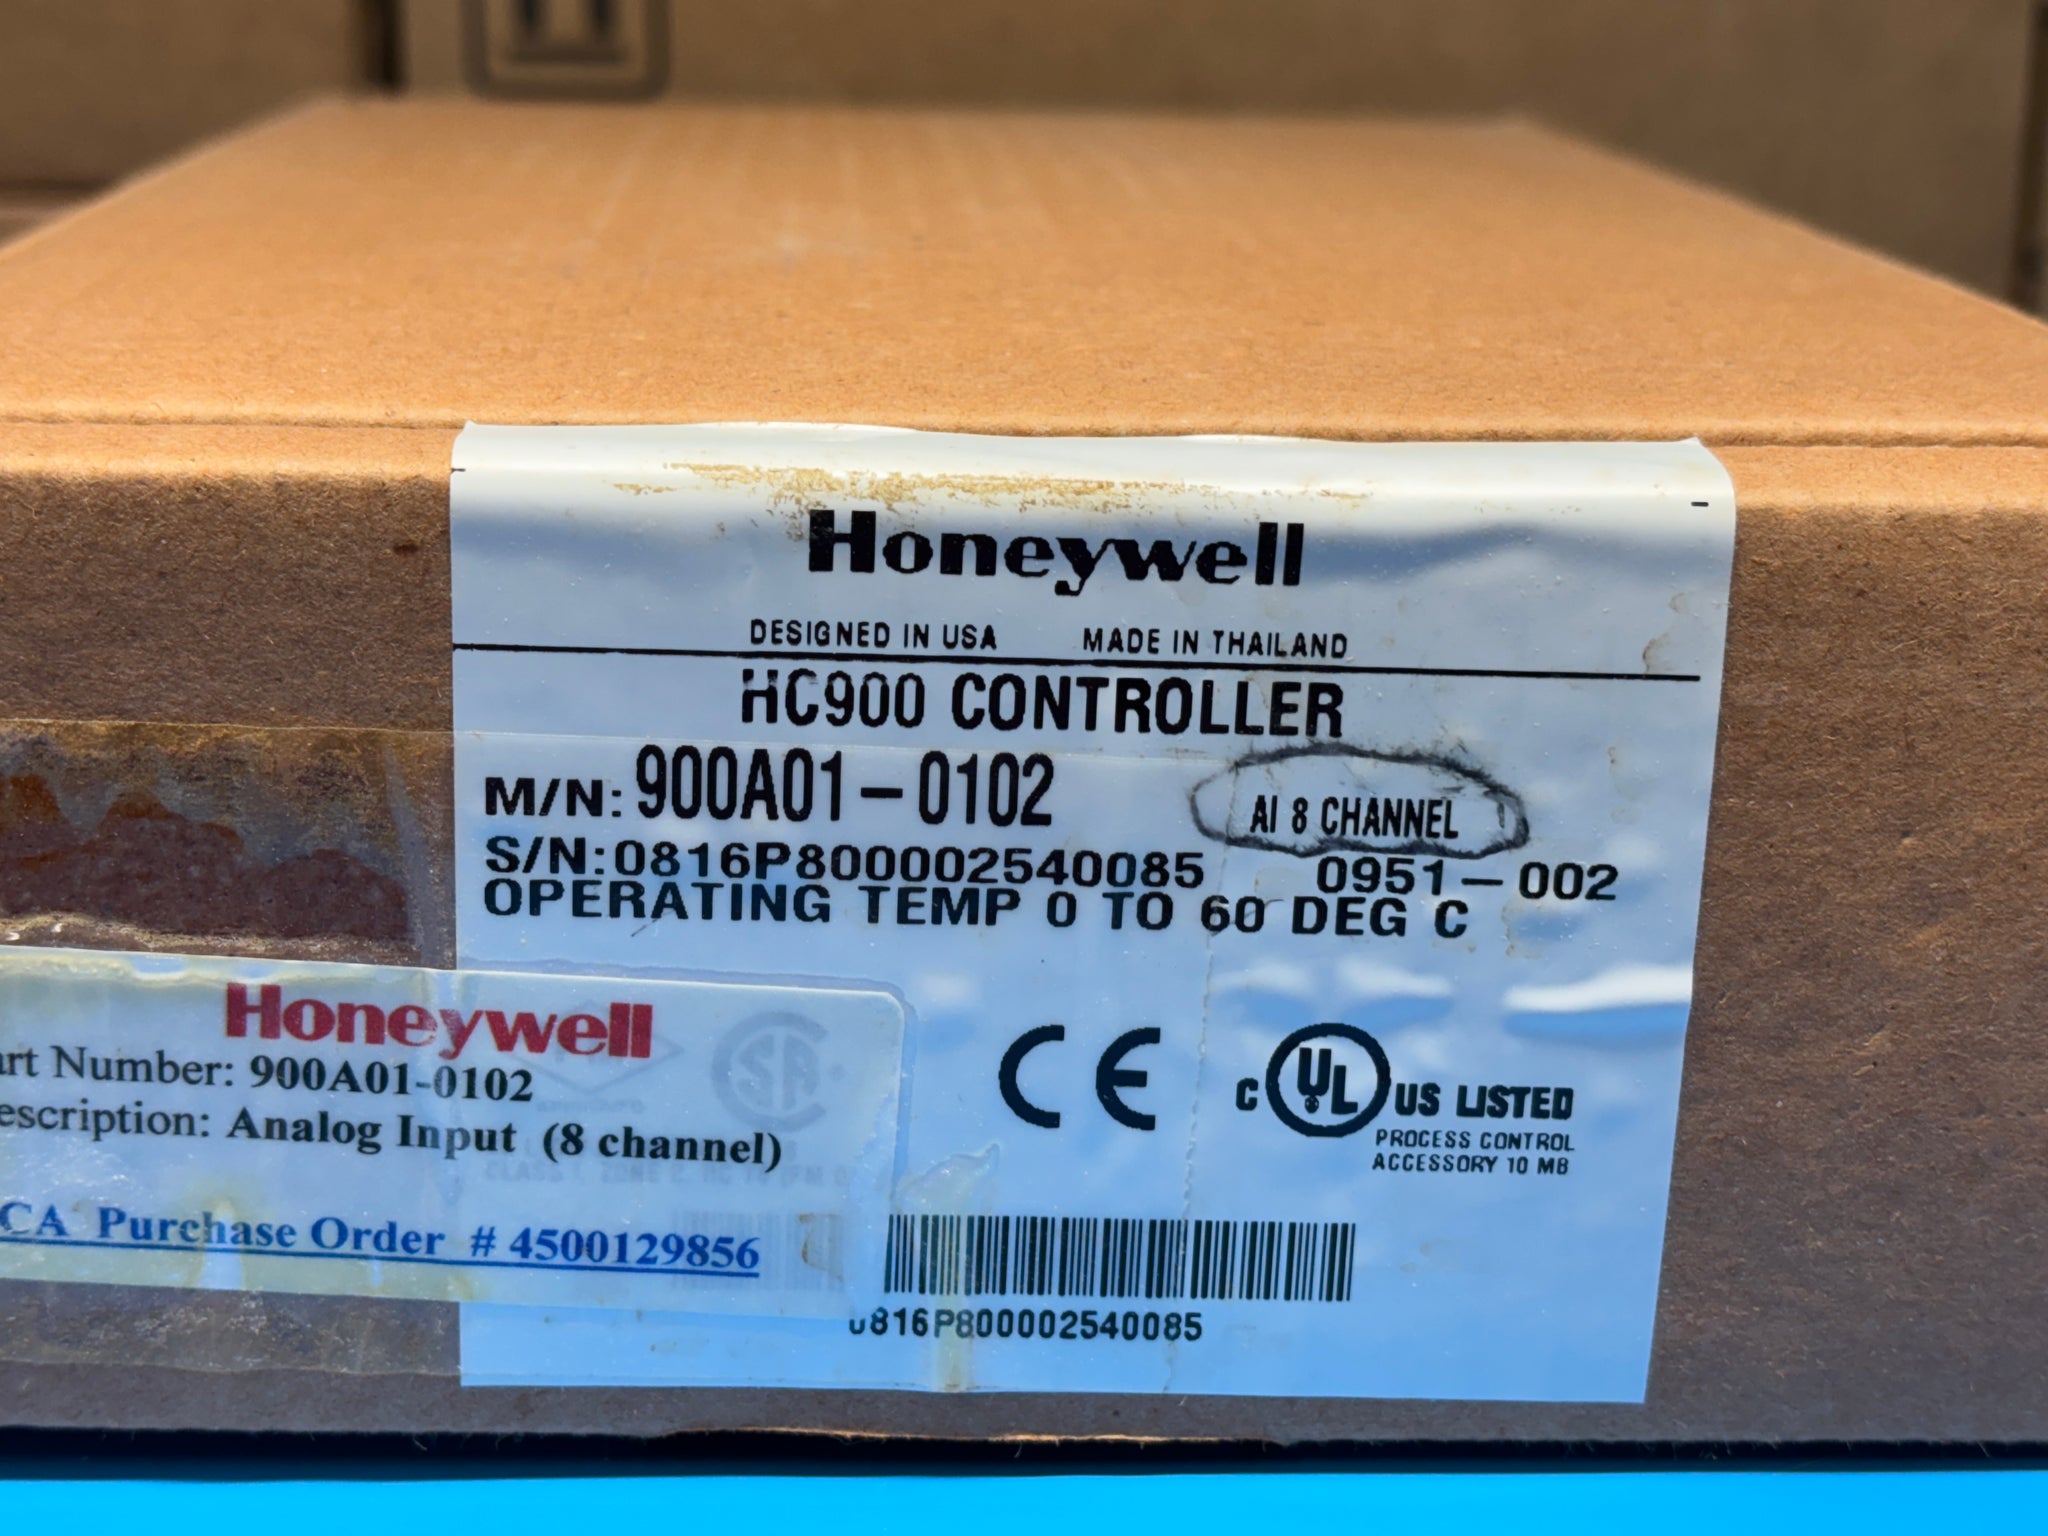 Honeywell
DESIGNED IN USA MADE IN THAILAND
HC900 CONTROLLER
M/N: 900A01-0102 AI 8 CHANNEL
S/N:0816P800002540085 0951-002
OPERATING TEMP 0 TO 60 DEG C
Honeywell
art Number: 900A01-0102
escription: Analog Input (8 channel)
CA Purchase Order # 4500129856
SA
CE
C UL US LISTED
PROCESS CONTROL
ACCESSORY 10 MB
0816P800002540085